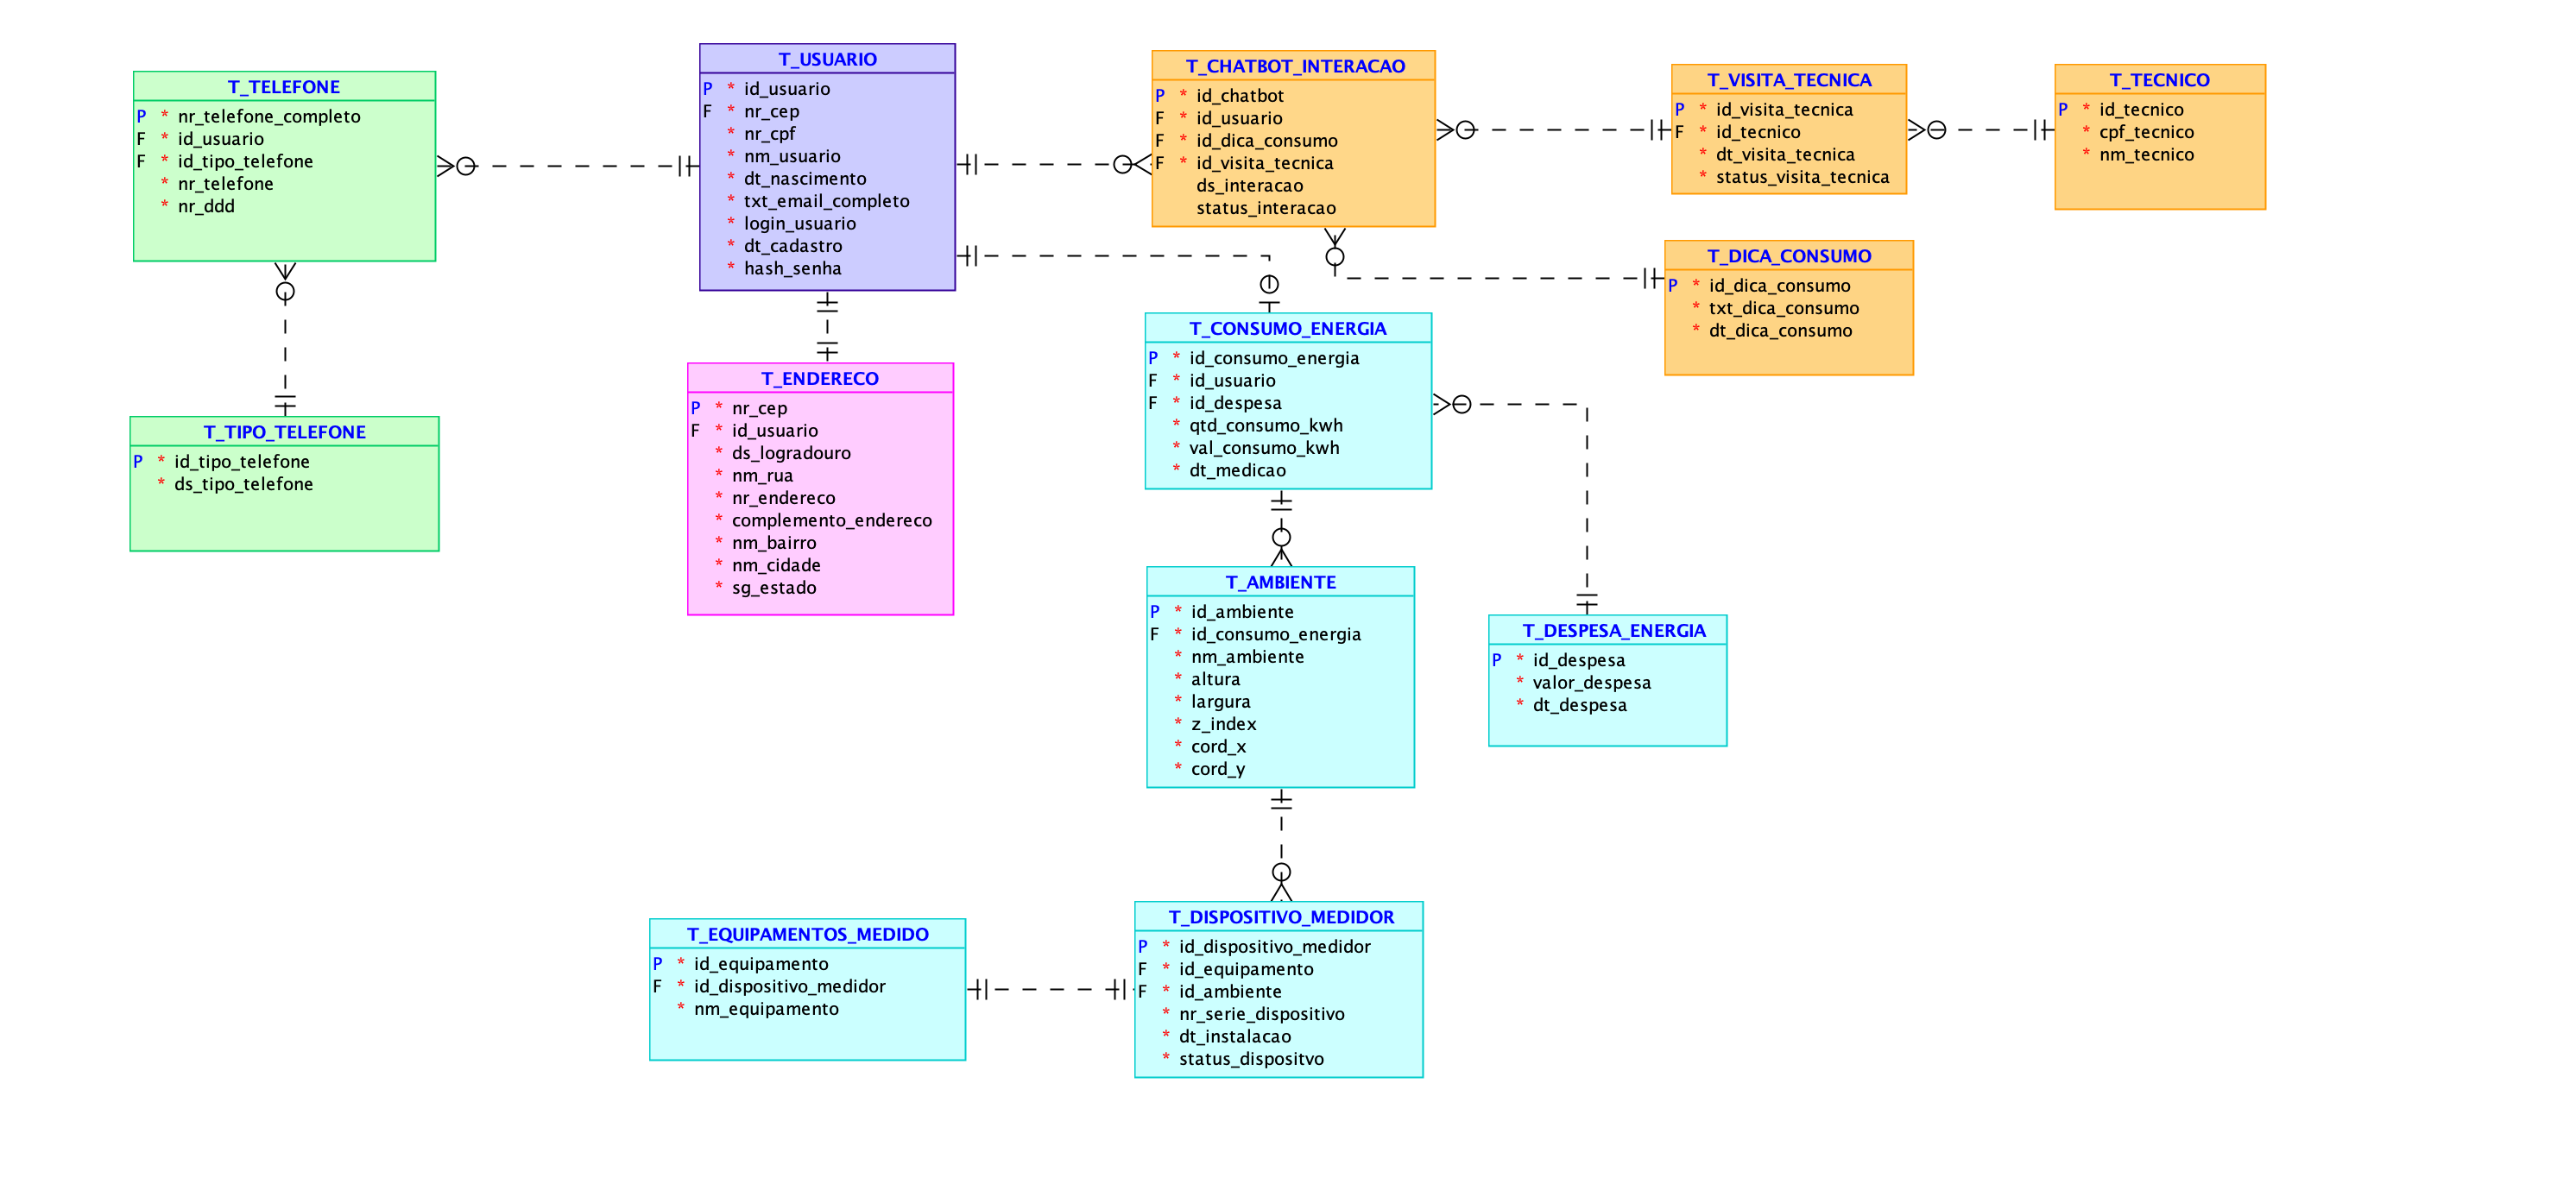 T_TELEFONE
P * nr_telefone_completo
F * id_usuario
F * id_tipo_telefone
* nr_telefone
* nr_ddd
T_TIPO_TELEFONE
P * id_tipo_telefone
* ds_tipo_telefone
T_USUARIO
P * id_usuario
F * nr_cep
* nr_cpf
* nm_usuario
* dt_nascimento
* txt_email_completo
* login_usuario
* dt_cadastro
* hash_senha
T_ENDERECO
P * nr_cep
F * id_usuario
* ds_logradouro
* nm_rua
* nr_endereco
* complemento_endereco
* nm_bairro
* nm_cidade
* sg_estado
T_CHATBOT_INTERACAO
P * id_chatbot
F * id_usuario
F * id_dica_consumo
F * id_visita_tecnica
ds_interacao
status_interacao
T_VISITA_TECNICA
P * id_visita_tecnica
F * id_tecnico
* dt_visita_tecnica
* status_visita_tecnica
T_TECNICO
P * id_tecnico
* cpf_tecnico
* nm_tecnico
T_DICA_CONSUMO
P * id_dica_consumo
* txt_dica_consumo
* dt_dica_consumo
T_CONSUMO_ENERGIA
P * id_consumo_energia
F * id_usuario
F * id_despesa
* qtd_consumo_kwh
* val_consumo_kwh
* dt_medicao
T_AMBIENTE
P * id_ambiente
F * id_consumo_energia
* nm_ambiente
* altura
* largura
* z_index
* cord_x
* cord_y
T_DESPESA_ENERGIA
P * id_despesa
* valor_despesa
* dt_despesa
T_EQUIPAMENTOS_MEDIDO
P * id_equipamento
F * id_dispositivo_medidor
* nm_equipamento
T_DISPOSITIVO_MEDIDOR
P * id_dispositivo_medidor
F * id_equipamento
F * id_ambiente
* nr_serie_dispositivo
* dt_instalacao
* status_dispositvo